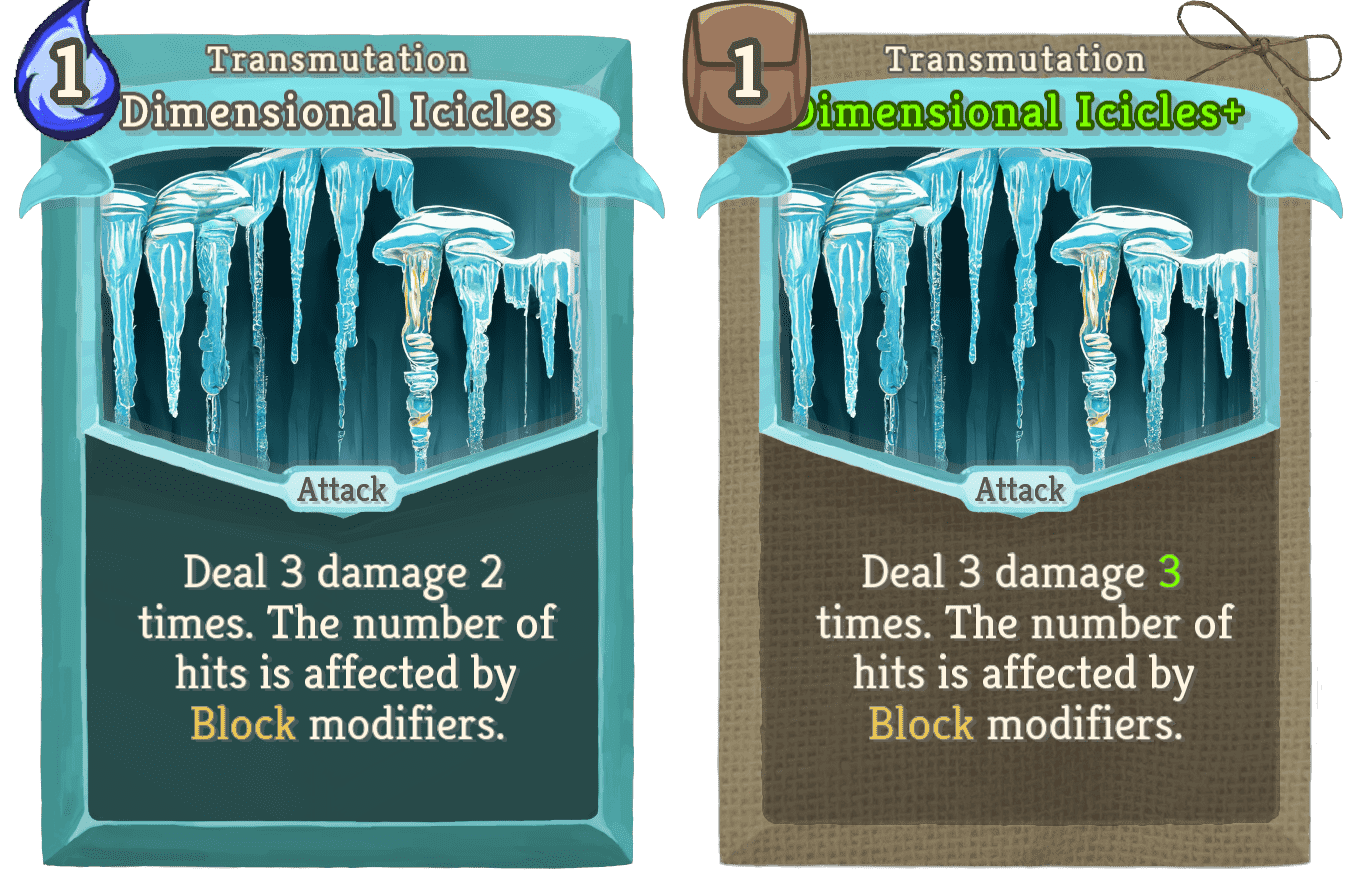 1
Transmutation
Dimensional Icicles
Attack
Deal 3 damage 2
times. The number of
hits is affected by
Block modifiers.
1
Transmutation
Dimensional Icicles+
Attack
Deal 3 damage 3
times. The number of
hits is affected by
Block modifiers.